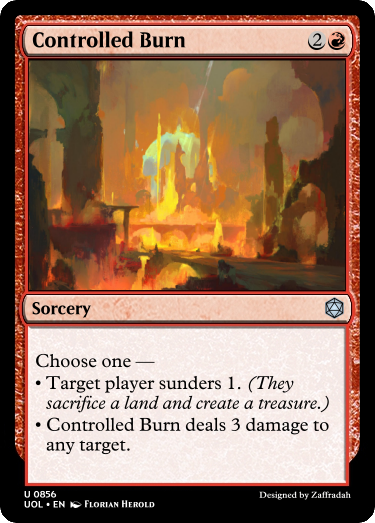 Controlled Burn 2
Sorcery
Choose one —
• Target player sunders 1. (They
sacrifice a land and create a treasure.)
• Controlled Burn deals 3 damage to
any target.
U 0856
UOL • EN Florian Herold
Designed by Zaffradah